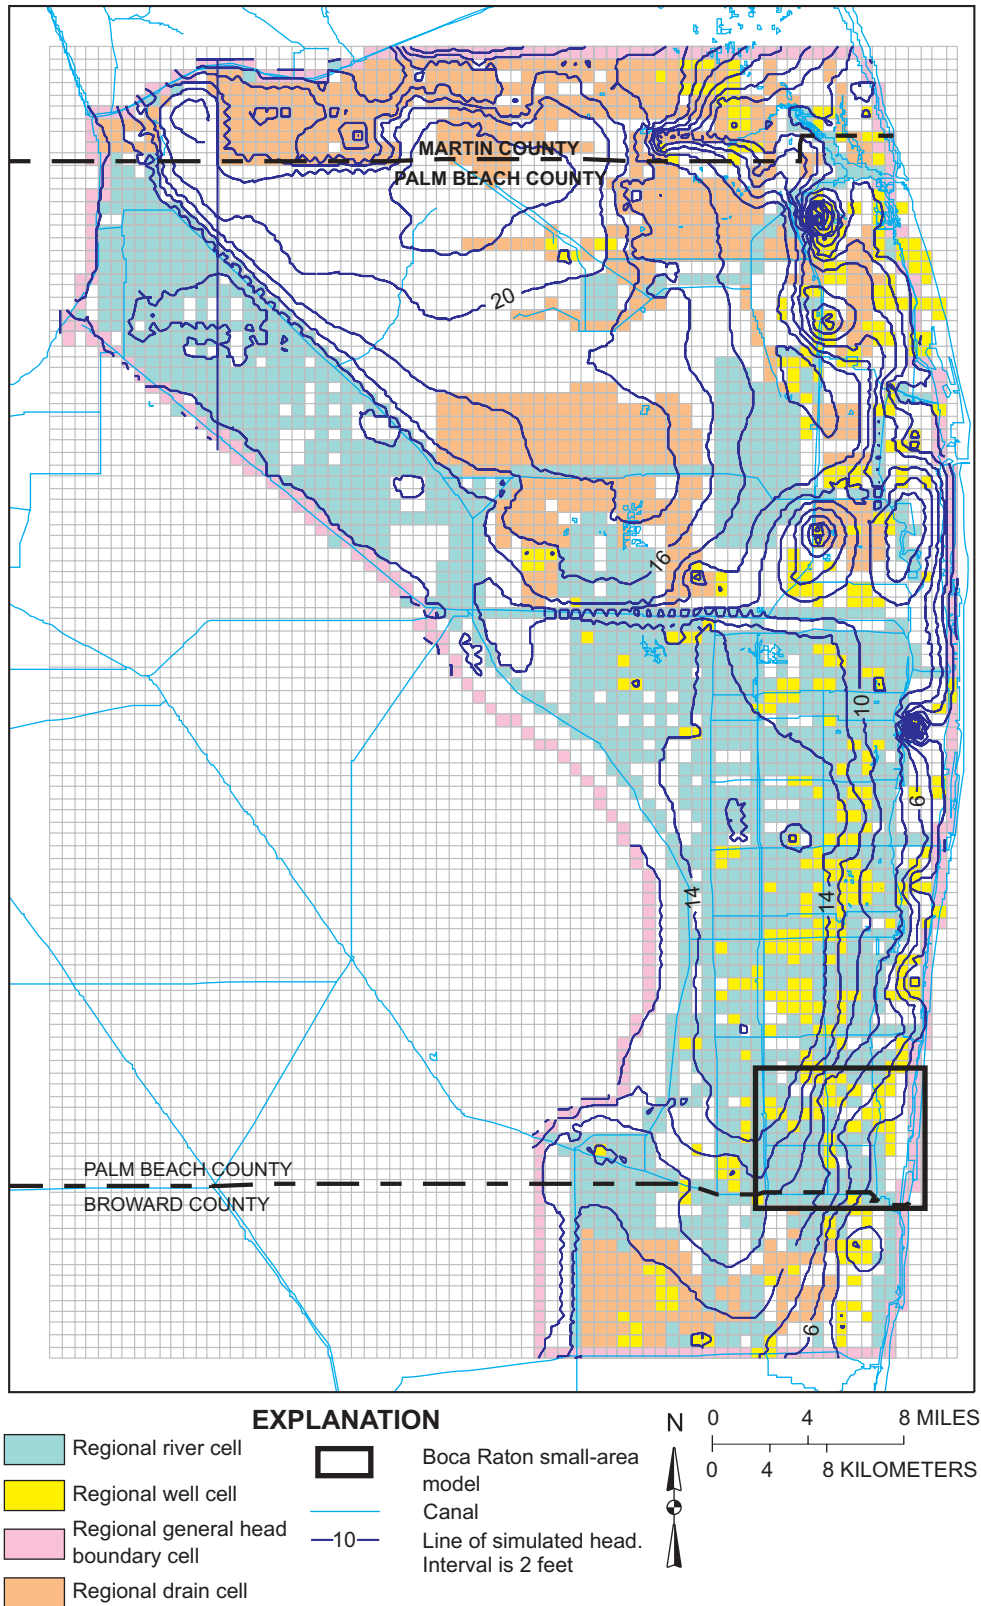 MARTIN COUNTY
PALM BEACH COUNTY
20
16
10
6
14
14
PALM BEACH COUNTY
BROWARD COUNTY
6
EXPLANATION
Regional river cell
Regional well cell
Regional general head
boundary cell
Regional drain cell
Boca Raton small-area
model
Canal
10
Line of simulated head.
Interval is 2 feet
N
0 4 8 MILES
0 4 8 KILOMETERS